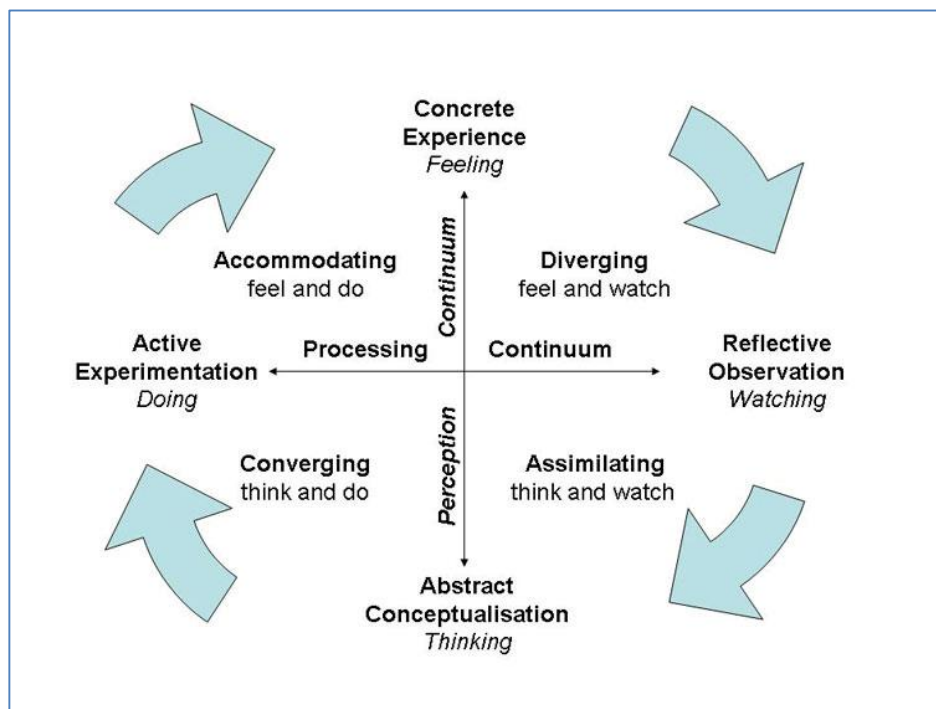 Concrete
Experience
Feeling
Continuum
Accommodating
feel and do
Diverging
feel and watch
Active
Experimentation
Doing
Processing
Continuum
Reflective
Observation
Watching
Perception
Converging
think and do
Assimilating
think and watch
Abstract
Conceptualisation
Thinking